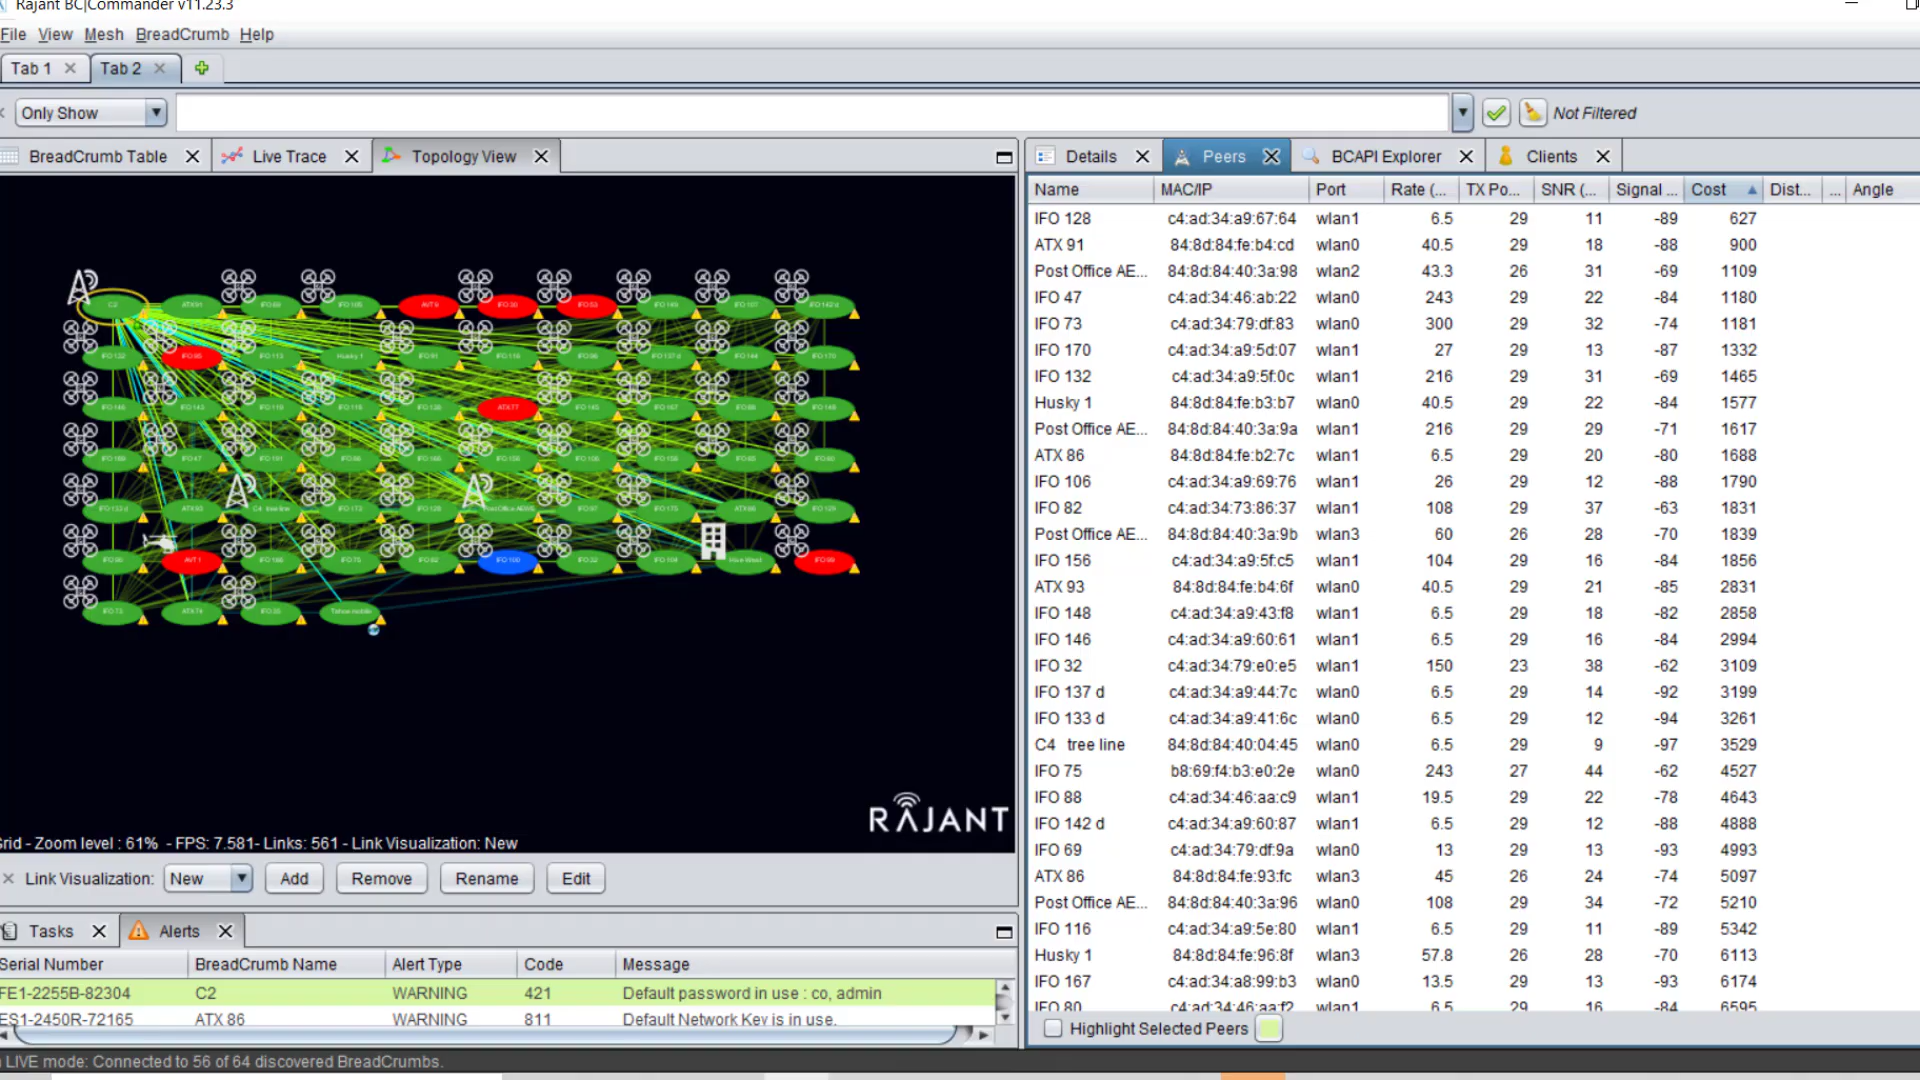 Rajant BC|Commander v11.23.3
File View Mesh BreadCrumb Help
Tab 1 Tab 2
Only Show Not Filtered
BreadCrumb Table Live Trace Topology View
Details Peers BCAPI Explorer Clients
Name MAC/IP Port Rate (... TX Po... SNR (... Signal ... Cost Dist... ... Angle
IFO 128 c4:ad:34:a9:67:64 wlan1 6.5 29 11 -89 627
ATX 91 84:8d:84:fe:b4:cd wlan0 40.5 29 18 -88 900
Post Office AE... 84:8d:84:40:3a:98 wlan2 43.3 26 31 -69 1109
IFO 47 c4:ad:34:46:ab:22 wlan0 243 29 22 -84 1180
IFO 73 c4:ad:34:79:df:83 wlan0 300 29 32 -74 1181
IFO 170 c4:ad:34:a9:5d:07 wlan1 27 29 13 -87 1332
IFO 132 c4:ad:34:a9:5f:0c wlan1 216 29 31 -69 1465
Husky 1 84:8d:84:fe:b3:b7 wlan0 40.5 29 22 -84 1577
Post Office AE... 84:8d:84:40:3a:9a wlan1 216 29 29 -71 1617
ATX 86 84:8d:84:fe:b2:7c wlan1 6.5 29 20 -80 1688
IFO 106 c4:ad:34:a9:69:76 wlan1 26 29 12 -88 1790
IFO 82 c4:ad:34:73:86:37 wlan1 108 29 37 -63 1831
Post Office AE... 84:8d:84:40:3a:9b wlan3 60 26 28 -70 1839
IFO 156 c4:ad:34:a9:5f:c5 wlan1 104 29 16 -84 1856
ATX 93 84:8d:84:fe:b4:6f wlan0 40.5 29 21 -85 2831
IFO 148 c4:ad:34:a9:43:f8 wlan1 6.5 29 18 -82 2858
IFO 146 c4:ad:34:a9:60:61 wlan1 6.5 29 16 -84 2994
IFO 32 c4:ad:34:79:e0:e5 wlan1 150 23 38 -62 3109
IFO 137 d c4:ad:34:a9:44:7c wlan0 6.5 29 14 -92 3199
IFO 133 d c4:ad:34:a9:41:6c wlan0 6.5 29 12 -94 3261
C4 tree line 84:8d:84:40:04:45 wlan0 6.5 29 9 -97 3529
IFO 75 b8:69:f4:b3:e0:2e wlan0 243 27 44 -62 4527
IFO 88 c4:ad:34:46:aa:c9 wlan1 19.5 29 22 -78 4643
IFO 142 d c4:ad:34:a9:60:87 wlan1 6.5 29 12 -88 4888
IFO 69 c4:ad:34:79:df:9a wlan0 13 29 13 -93 4993
ATX 86 84:8d:84:fe:93:fc wlan3 45 26 24 -74 5097
Post Office AE... 84:8d:84:40:3a:96 wlan0 108 29 34 -72 5210
IFO 116 c4:ad:34:a9:5e:80 wlan1 6.5 29 11 -89 5342
Husky 1 84:8d:84:fe:96:8f wlan3 57.8 26 28 -70 6113
IFO 167 c4:ad:34:a8:99:b3 wlan0 13.5 29 13 -93 6174
IFO 80 c4:ad:34:46:aa:f2 wlan1 6.5 29 16 -84 6595
Highlight Selected Peers
RAJANT
Grid - Zoom level : 61% - FPS: 7.581- Links: 561 - Link Visualization: New
Link Visualization: New Add Remove Rename Edit
Tasks Alerts
Serial Number BreadCrumb Name Alert Type Code Message
FE1-2255B-82304 C2 WARNING 421 Default password in use : co, admin
ES1-2450R-72165 ATX 86 WARNING 811 Default Network Key is in use.
LIVE mode: Connected to 56 of 64 discovered BreadCrumbs.